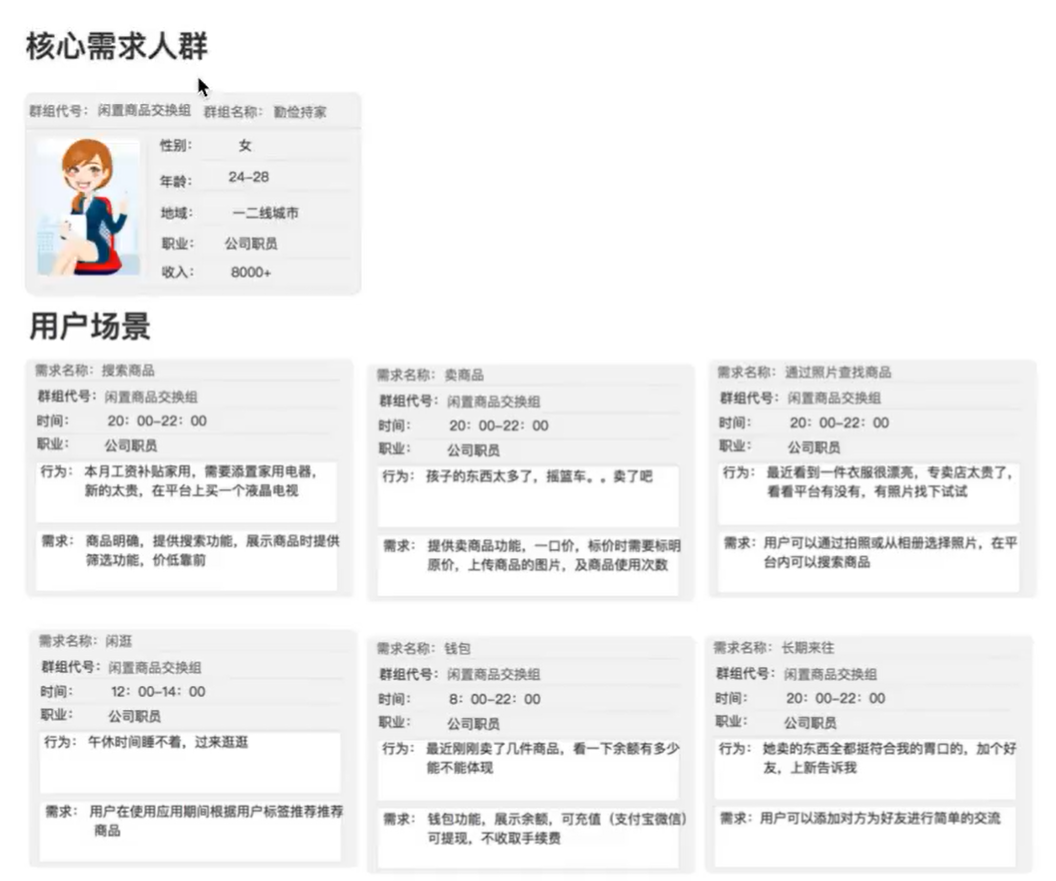 核心需求人群
群组代号： 闲置商品交换组 群组名称： 勤俭持家
性别： 女
年龄： 24-28
地域： 一二线城市
职业： 公司职员
收入： 8000+
用户场景
需求名称：搜索商品
群组代号：闲置商品交换组
时间： 20：00-22：00
职业： 公司职员
行为： 本月工资补贴家用，需要添置家用电器，
新的太贵，在平台上买一个液晶电视
需求： 商品明确，提供搜索功能，展示商品时提供
筛选功能，价低靠前
需求名称：卖商品
群组代号：闲置商品交换组
时间： 20：00-22：00
职业： 公司职员
行为： 孩子的东西太多了，摇篮车。。卖了吧
需求： 提供卖商品功能，一口价，标价时需要标明
原价，上传商品的图片，及商品使用次数
需求名称：通过照片查找商品
群组代号：闲置商品交换组
时间： 20：00-22：00
职业： 公司职员
行为： 最近看到一件衣服很漂亮，专卖店太贵了，
看看平台有没有，有照片找下试试
需求：用户可以通过拍照或从相册选择照片，在平
台内可以搜索商品
需求名称：闲逛
群组代号：闲置商品交换组
时间： 12：00-14：00
职业： 公司职员
行为： 午休时间睡不着，过来逛逛
需求： 用户在使用应用期间根据用户标签推荐推荐
商品
需求名称：钱包
群组代号：闲置商品交换组
时间： 8：00-22：00
职业： 公司职员
行为： 最近刚刚卖了几件商品，看一下余额有多少
能不能体现
需求： 钱包功能，展示余额，可充值（支付宝微信）
可提现，不收取手续费
需求名称：长期来往
群组代号：闲置商品交换组
时间： 20：00-22：00
职业： 公司职员
行为： 她卖的东西全都挺符合我的胃口的，加个好
友，上新告诉我
需求：用户可以添加对方为好友进行简单的交流